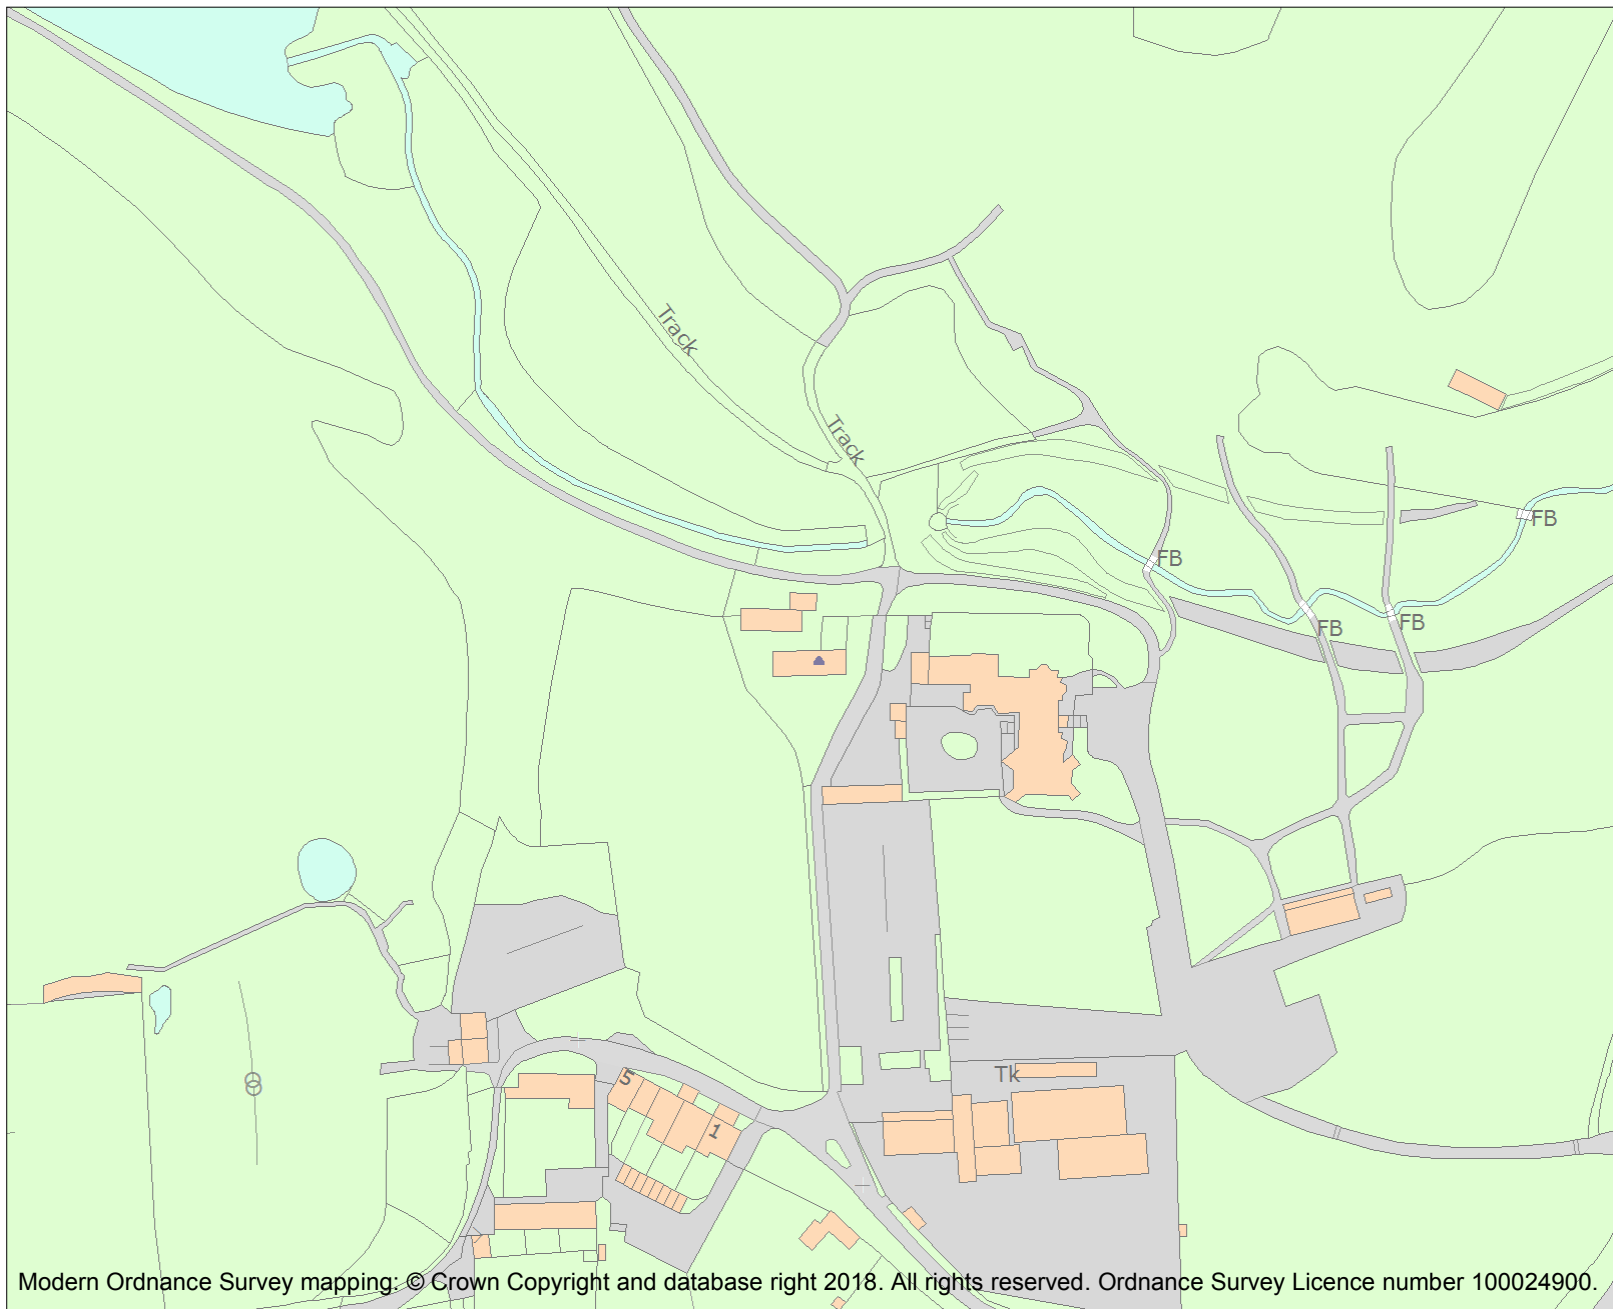 Track
Track
FB
FB
FB
FB
Tk
5
1
Modern Ordnance Survey mapping: © Crown Copyright and database right 2018. All rights reserved. Ordnance Survey Licence number 100024900.